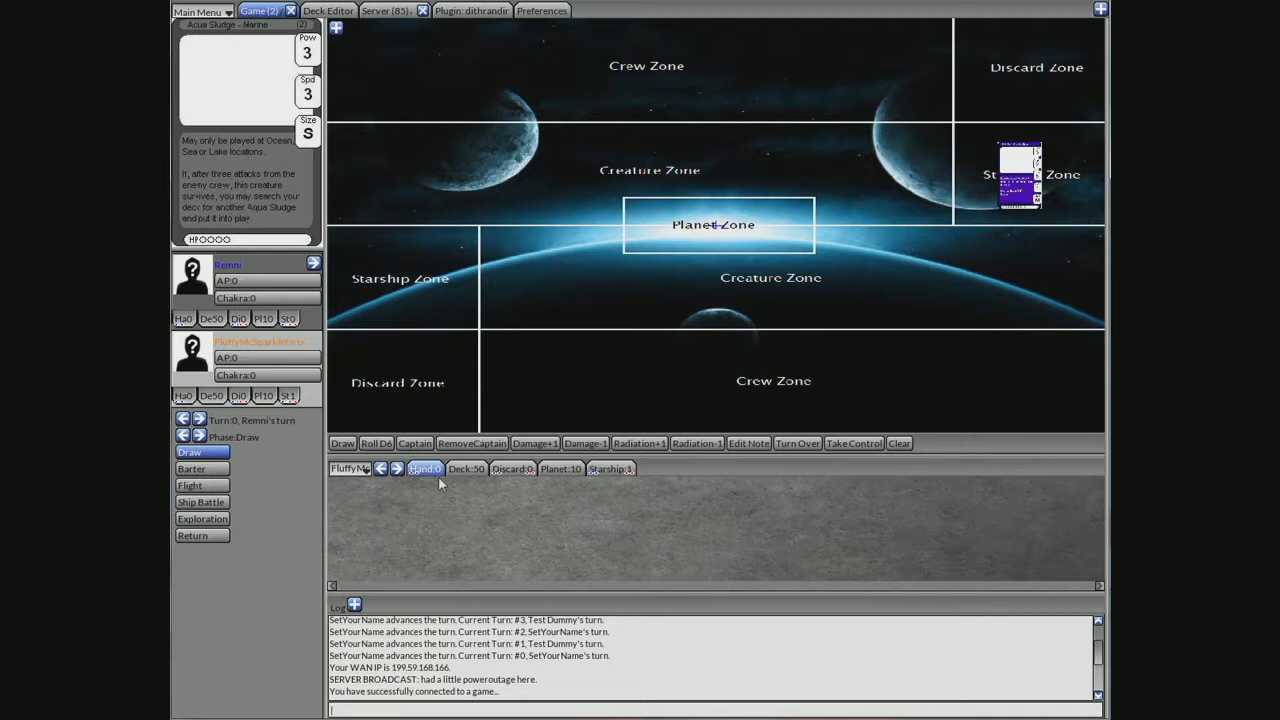 Main Menu Game (2) Deck Editor Server (85) Plugin: dithrandir Preferences
Aqua Sludge - Marine (2)
Pow
3
Spd
3
Size
S
May only be played at Ocean,
Sea or Lake locations.
If, after three attacks from the
enemy crew, this creature
survives, you may search your
deck for another Aqua Sludge
and put it into play.
Crew Zone
Discard Zone
Creature Zone
Zone
Planet Zone
Starship Zone
Creature Zone
Discard Zone
Crew Zone
Remni
AP:0
Chakra:0
Ha0 De50 Di0 Pl10 St0
AP:0
Chakra:0
Ha0 De50 Di0 Pl10 St1
Turn:0, Remni's turn
Phase:Draw
Draw
Barter
Flight
Ship Battle
Exploration
Return
Draw Roll D6 Captain RemoveCaptain Damage+1 Damage-1 Radiation+1 Radiation-1 Edit Note Turn Over Take Control Clear
FluffyM Hand:0 Deck:50 Discard:0 Planet:10 Starship:1
Log
SetYourName advances the turn. Current Turn: #3, Test Dummy's turn.
SetYourName advances the turn. Current Turn: #2, SetYourName's turn.
SetYourName advances the turn. Current Turn: #1, Test Dummy's turn.
SetYourName advances the turn. Current Turn: #0, SetYourName's turn.
Your WAN IP is 199.59.168.166.
SERVER BROADCAST: had a little poweroutage here.
You have successfully connected to a game...